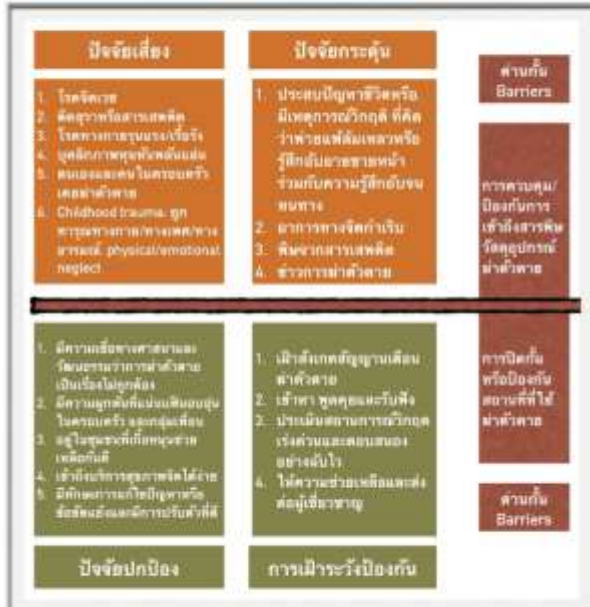 ปัจจัยเสี่ยง
1. โรคจิตเวช
2. ติดสุราหรือสารเสพติด
3. โรคทางกายรุนแรง/เรื้อรัง
4. บุคลิกภาพหุนหันพลันแล่น
5. ตนเองและคนในครอบครัว
เคยฆ่าตัวตาย
6. Childhood trauma. ถูก
ทารุณทางกาย/ทางเพศ/ทาง
อารมณ์. physical/emotional
neglect
ปัจจัยกระตุ้น
1. ประสบปัญหาชีวิตหรือ
มีเหตุการณ์วิกฤติ ที่คิด
ว่าพ่ายแพ้ล้มเหลวหรือ
รู้สึกอับอายขายหน้า
ร่วมกับความรู้สึกอับจน
หนทาง
2. อาการทางจิตกำเริบ
3. พิษจากสารเสพติด
4. ข่าวการฆ่าตัวตาย
ด่านกั้น
Barriers
การควบคุม/
ป้องกันการ
เข้าถึงสารพิษ
วัสดุอุปกรณ์
ฆ่าตัวตาย
1. มีความเชื่อทางศาสนาและ
วัฒนธรรมว่าการฆ่าตัวตาย
เป็นเรื่องไม่ถูกต้อง
2. มีความผูกพันที่แน่นแฟ้นอบอุ่น
ในครอบครัว และกลุ่มเพื่อน
3. อยู่ในชุมชนที่เกื้อหนุนช่วย
เหลือกันดี
4. เข้าถึงบริการสุขภาพจิตได้ง่าย
5. มีทักษะการแก้ไขปัญหาหรือ
ข้อขัดแย้งและมีการปรับตัวที่ดี
1. เฝ้าสังเกตสัญญานเตือน
ฆ่าตัวตาย
2. เข้าหา พูดคุยและรับฟัง
3. ประเมินสถานการณ์วิกฤต
เร่งด่วนและตอบสนอง
อย่างฉับไว
4. ให้ความช่วยเหลือและส่ง
ต่อผู้เชี่ยวชาญ
การปิดกั้น
หรือป้องกัน
สถานที่ที่ใช้
ฆ่าตัวตาย
ปัจจัยปกป้อง
การเฝ้าระวังป้องกัน
ด่านกั้น
Barriers